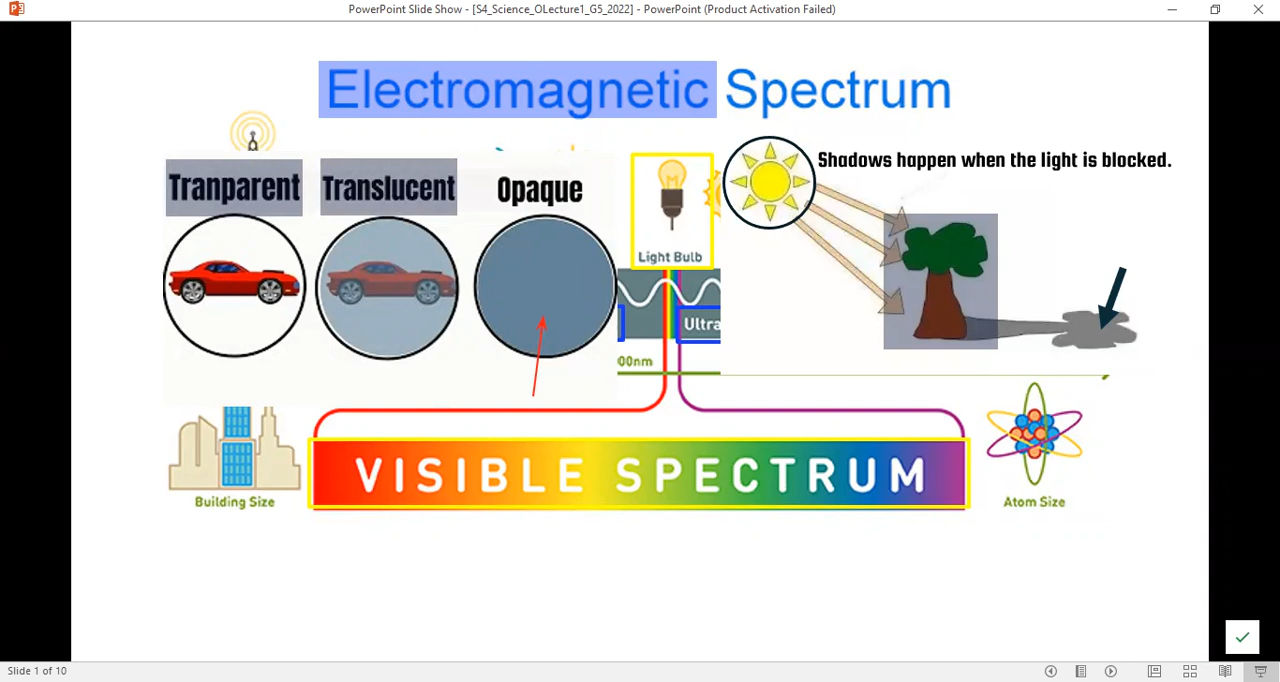 PowerPoint Slide Show - [S4_Science_OLecture1_G5_2022] - PowerPoint (Product Activation Failed)
Electromagnetic Spectrum
Shadows happen when the light is blocked.
Tranparent
Translucent
Opaque
Light Bulb
Ultra
00nm
VISIBLE SPECTRUM
Building Size
Atom Size
Slide 1 of 10